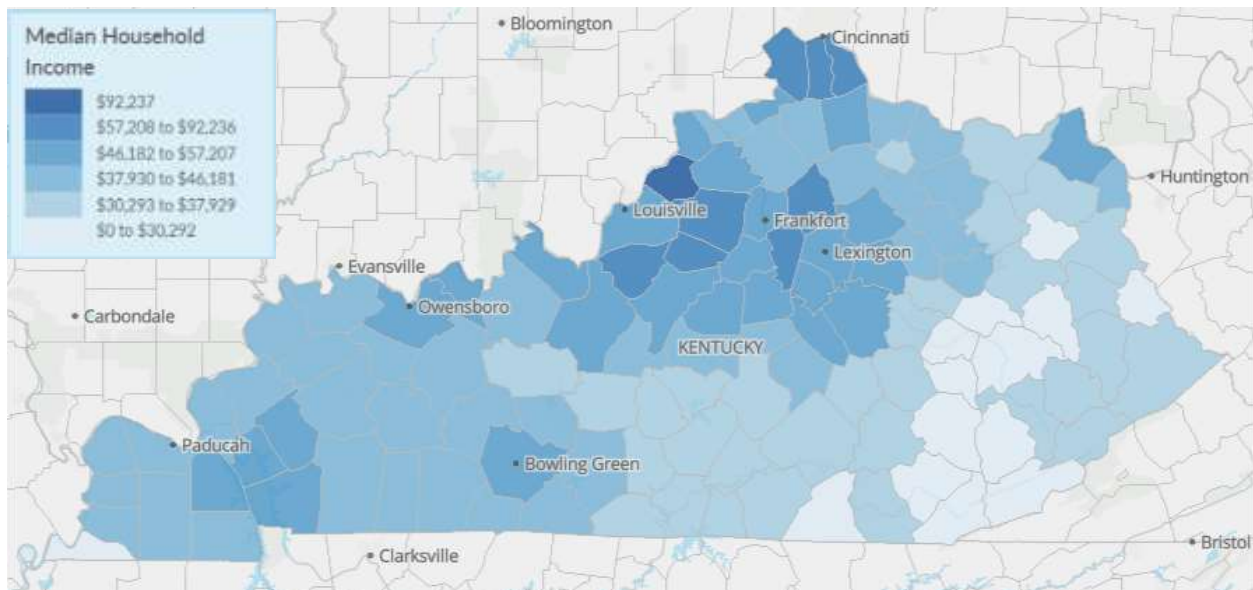 Median Household
Income
$92,237
$57,208 to $92,236
$46,182 to $57,207
$37,930 to $46,181
$30,293 to $37,929
$0 to $30,292
Bloomington
Cincinnati
Huntington
Louisville
Frankfort
Lexington
Evansville
Owensboro
Carbondale
KENTUCKY
Paducah
Bowling Green
Clarksville
Bristol